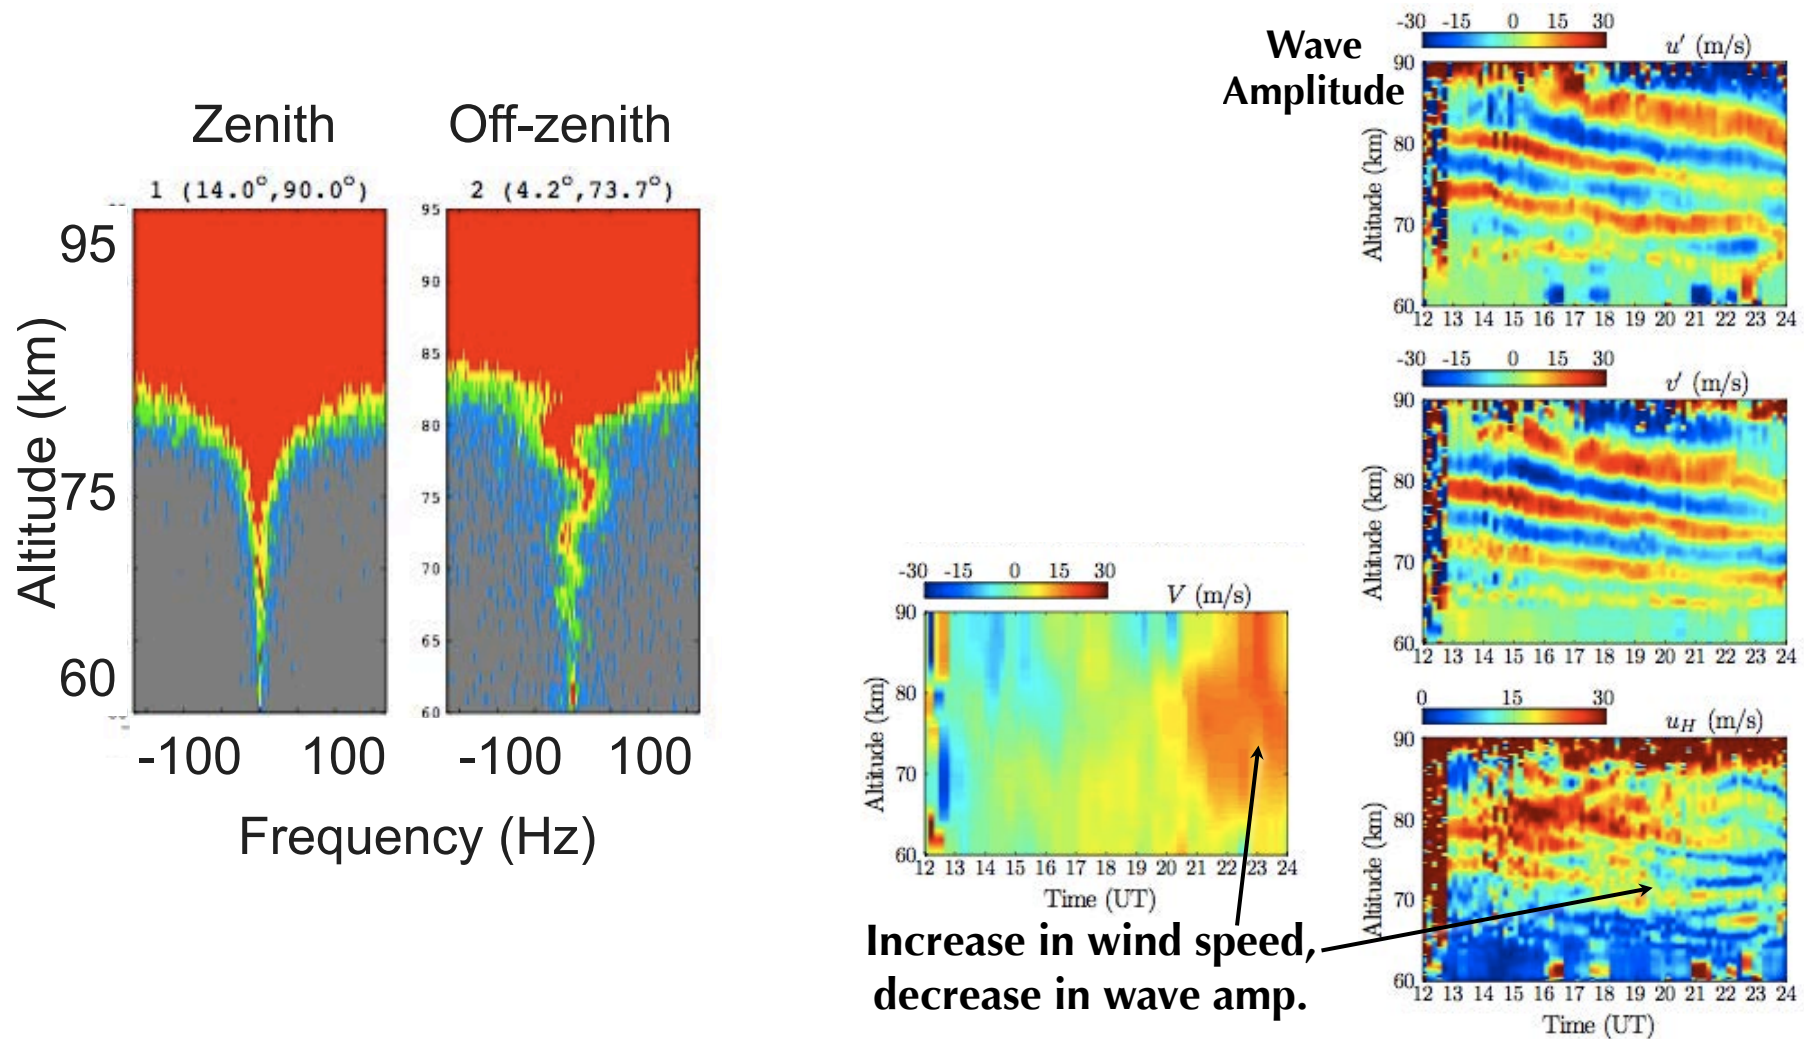 Zenith
Off-zenith
1 (14.0°,90.0°)
2 (4.2°,73.7°)
95
75
60
Altitude (km)
95
90
85
80
75
70
65
60
-100 100
-100 100
Frequency (Hz)
Wave
Amplitude
-30 -15 0 15 30
u′ (m/s)
90
80
70
60
Altitude (km)
12 13 14 15 16 17 18 19 20 21 22 23 24
-30 -15 0 15 30
v′ (m/s)
90
80
70
60
Altitude (km)
12 13 14 15 16 17 18 19 20 21 22 23 24
-30 -15 0 15 30
V (m/s)
90
80
70
60
Altitude (km)
12 13 14 15 16 17 18 19 20 21 22 23 24
Time (UT)
0 15 30
u_H (m/s)
90
80
70
60
Altitude (km)
12 13 14 15 16 17 18 19 20 21 22 23 24
Time (UT)
Increase in wind speed,
decrease in wave amp.